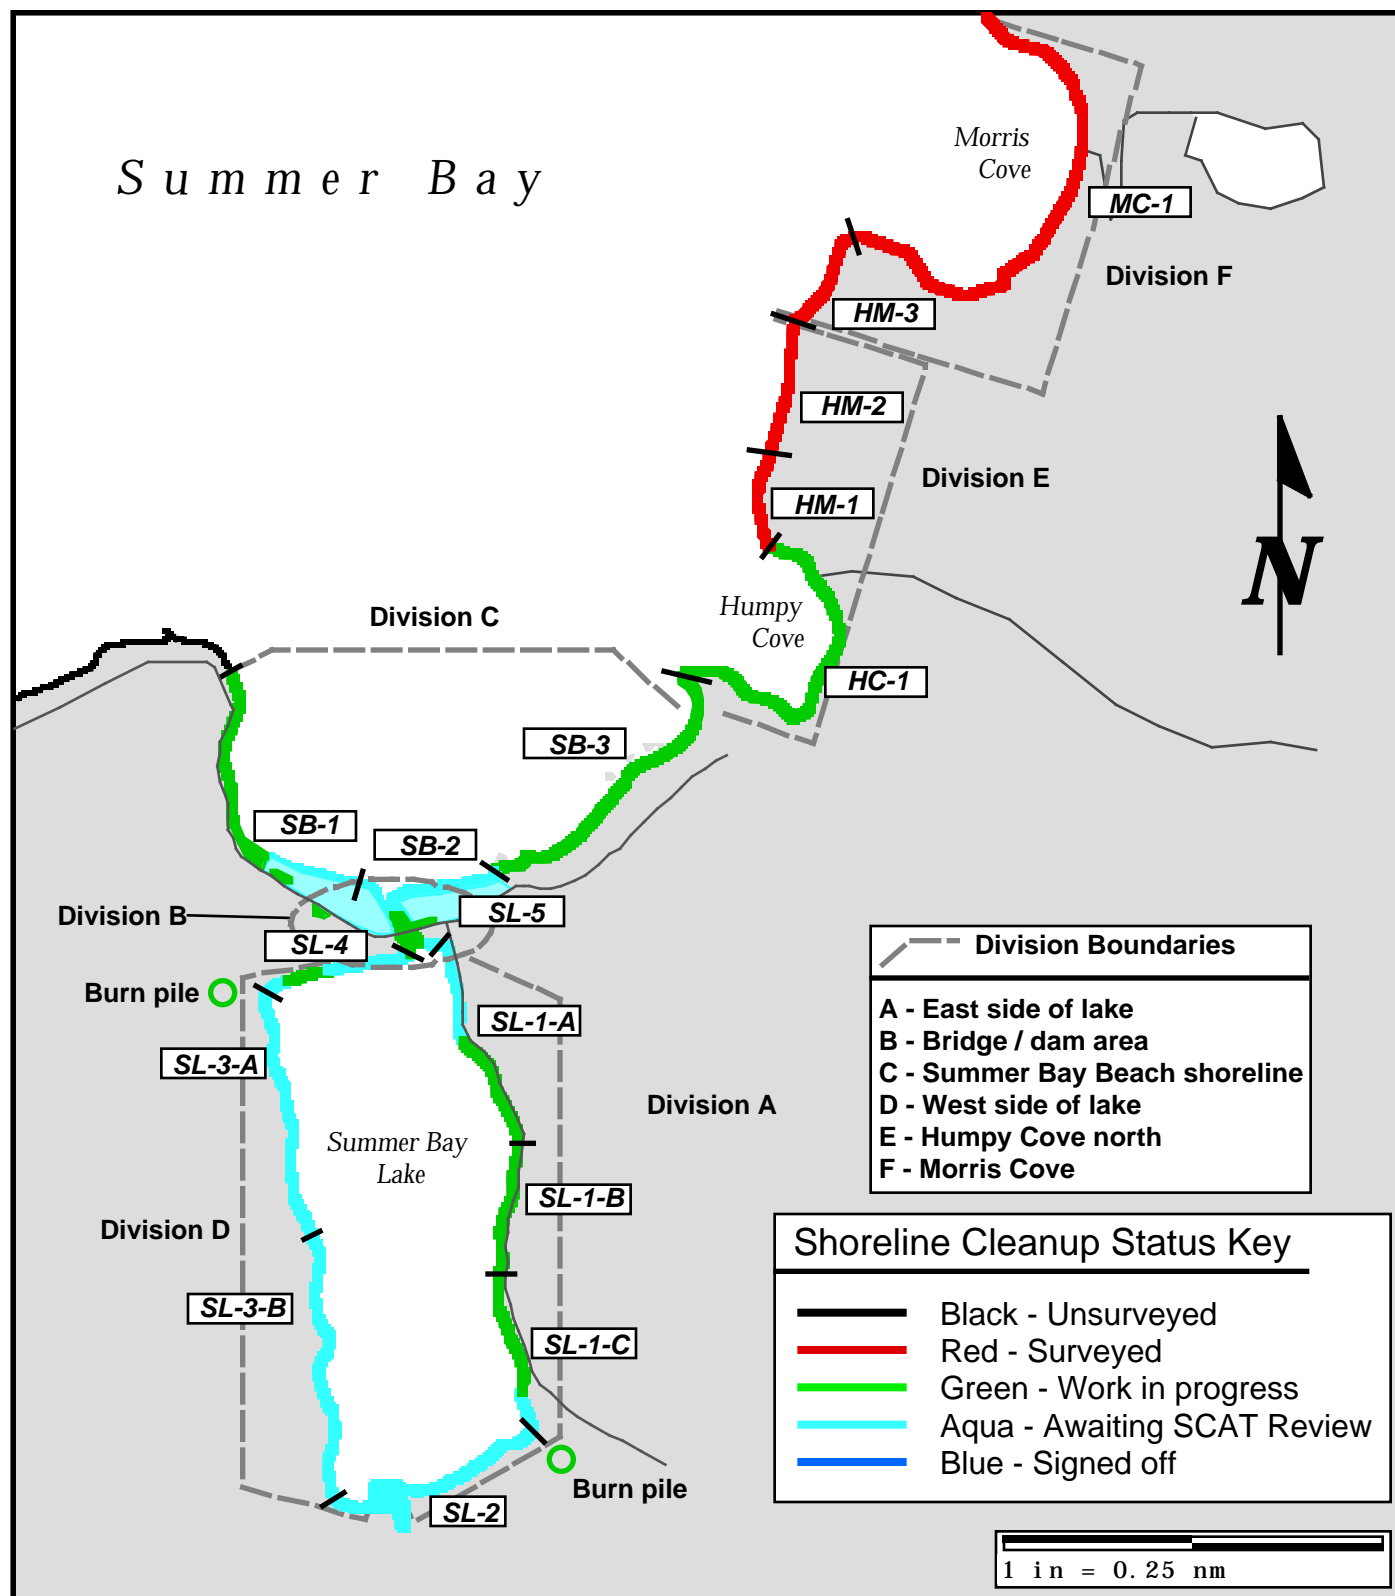 Summer Bay
Morris
Cove
MC-1
Division F
HM-3
HM-2
Division E
HM-1
N
Humpy
Cove
Division C
HC-1
SB-3
SB-1
SB-2
Division B
SL-5
SL-4
Burn pile
SL-1-A
SL-3-A
Division A
Summer Bay
Lake
SL-1-B
Division D
SL-3-B
SL-1-C
Burn pile
SL-2
Division Boundaries
A - East side of lake
B - Bridge / dam area
C - Summer Bay Beach shoreline
D - West side of lake
E - Humpy Cove north
F - Morris Cove
Shoreline Cleanup Status Key
Black - Unsurveyed
Red - Surveyed
Green - Work in progress
Aqua - Awaiting SCAT Review
Blue - Signed off
1 in = 0.25 nm